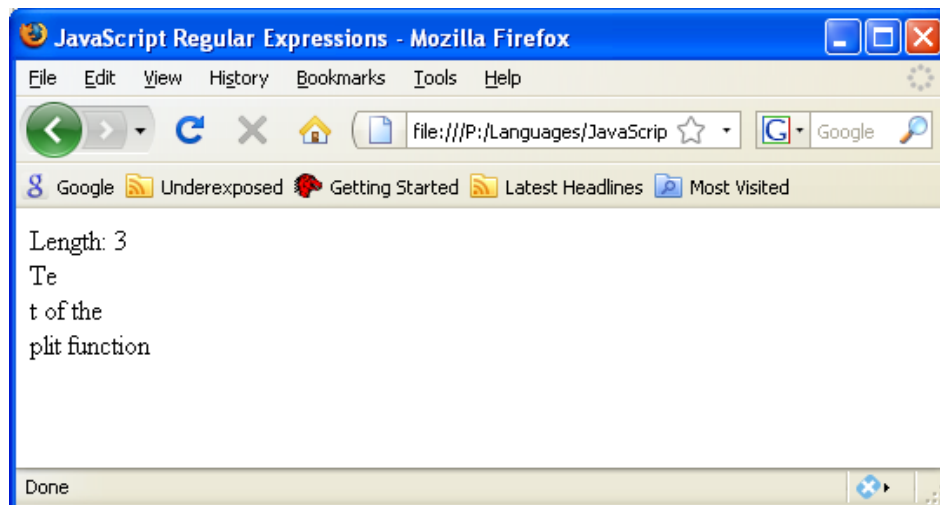 JavaScript Regular Expressions - Mozilla Firefox
File Edit View History Bookmarks Tools Help
file:///P:/Languages/JavaScrip G Google
Google Underexposed Getting Started Latest Headlines Most Visited
Length: 3
Te
t of the
plit function
Done